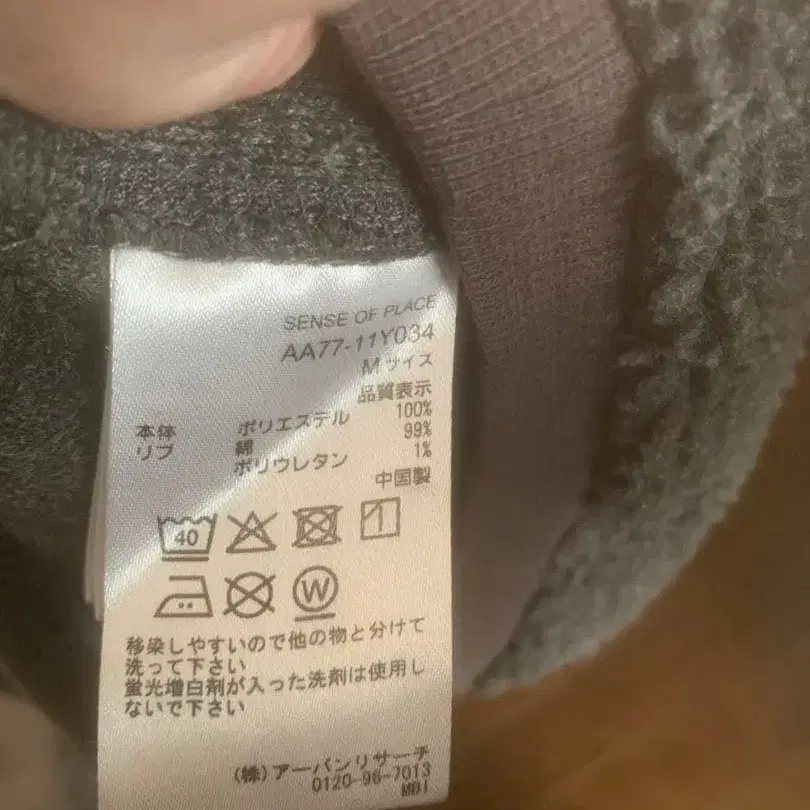 SENSE OF PLACE
AA77-11Y034
Mサイズ
品質表示
本体 ポリエステル 100%
リブ 綿 99%
ポリウレタン 1%
中国製
40
W
移染しやすいので他の物と分けて
洗って下さい
蛍光増白剤が入った洗剤は使用し
ないで下さい
(株)アーバンリサーチ
0120-96-7013
MDI